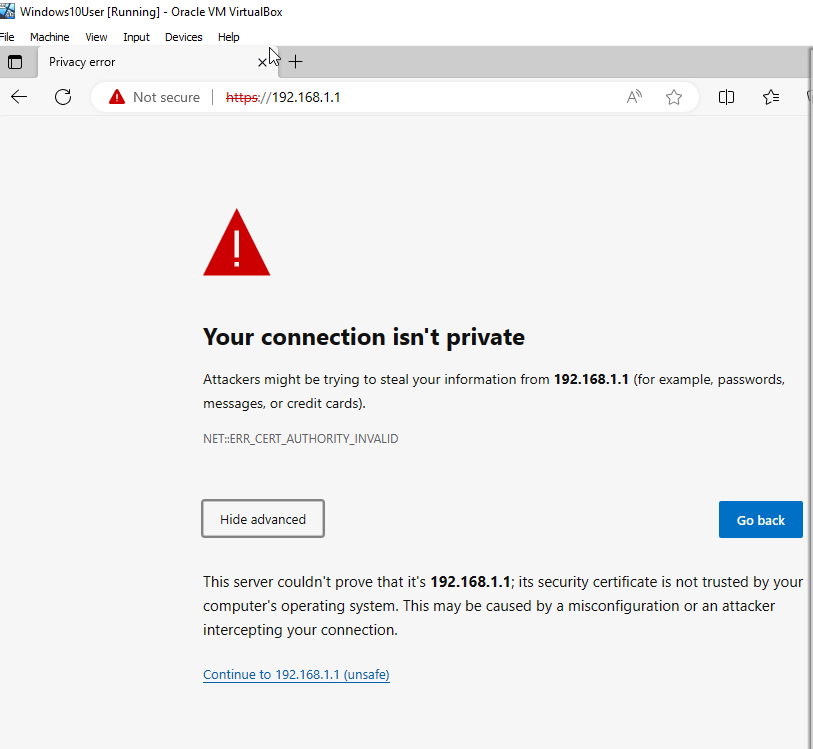 Windows10User [Running] - Oracle VM VirtualBox
File Machine View Input Devices Help
Privacy error
Not secure https://192.168.1.1
Your connection isn't private
Attackers might be trying to steal your information from 192.168.1.1 (for example, passwords,
messages, or credit cards).
NET::ERR_CERT_AUTHORITY_INVALID
Hide advanced
Go back
This server couldn't prove that it's 192.168.1.1; its security certificate is not trusted by your
computer's operating system. This may be caused by a misconfiguration or an attacker
intercepting your connection.
Continue to 192.168.1.1 (unsafe)